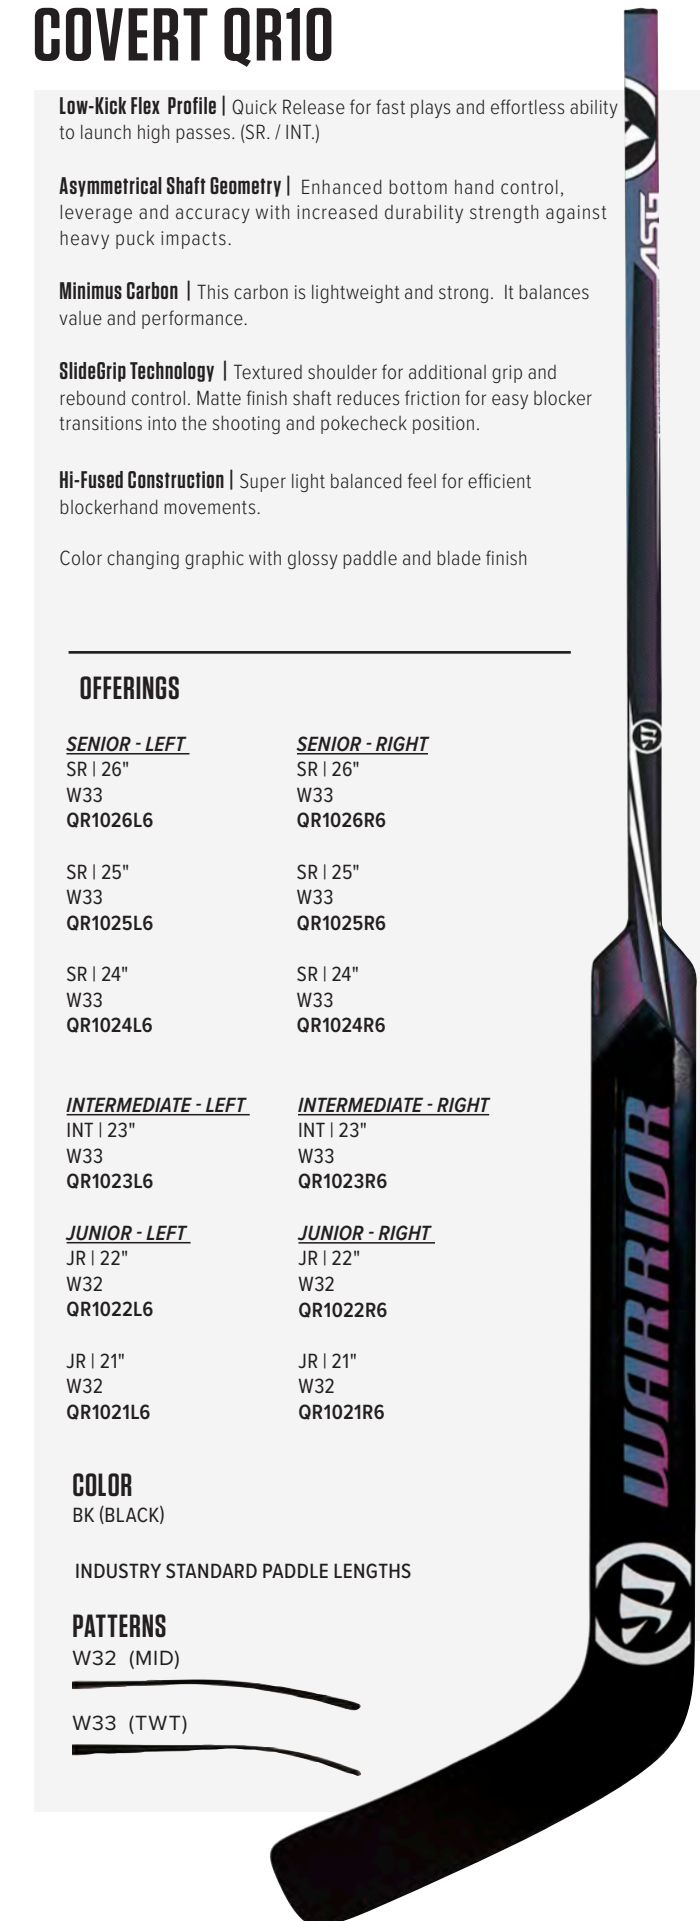 COVERT QR10
Low-Kick Flex Profile | Quick Release for fast plays and effortless ability
to launch high passes. (SR. / INT.)
Asymmetrical Shaft Geometry | Enhanced bottom hand control,
leverage and accuracy with increased durability strength against
heavy puck impacts.
Minimus Carbon | This carbon is lightweight and strong. It balances
value and performance.
SlideGrip Technology | Textured shoulder for additional grip and
rebound control. Matte finish shaft reduces friction for easy blocker
transitions into the shooting and pokecheck position.
Hi-Fused Construction | Super light balanced feel for efficient
blockerhand movements.
Color changing graphic with glossy paddle and blade finish
ASG
OFFERINGS
SENIOR - LEFT
SR | 26"
W33
QR1026L6
SR | 25"
W33
QR1025L6
SR | 24"
W33
QR1024L6
SENIOR - RIGHT
SR | 26"
W33
QR1026R6
SR | 25"
W33
QR1025R6
SR | 24"
W33
QR1024R6
INTERMEDIATE - LEFT
INT | 23"
W33
QR1023L6
INTERMEDIATE - RIGHT
INT | 23"
W33
QR1023R6
JUNIOR - LEFT
JR | 22"
W32
QR1022L6
JR | 21"
W32
QR1021L6
JUNIOR - RIGHT
JR | 22"
W32
QR1022R6
JR | 21"
W32
QR1021R6
WARRIOR
COLOR
BK (BLACK)
INDUSTRY STANDARD PADDLE LENGTHS
PATTERNS
W32 (MID)
W33 (TWT)